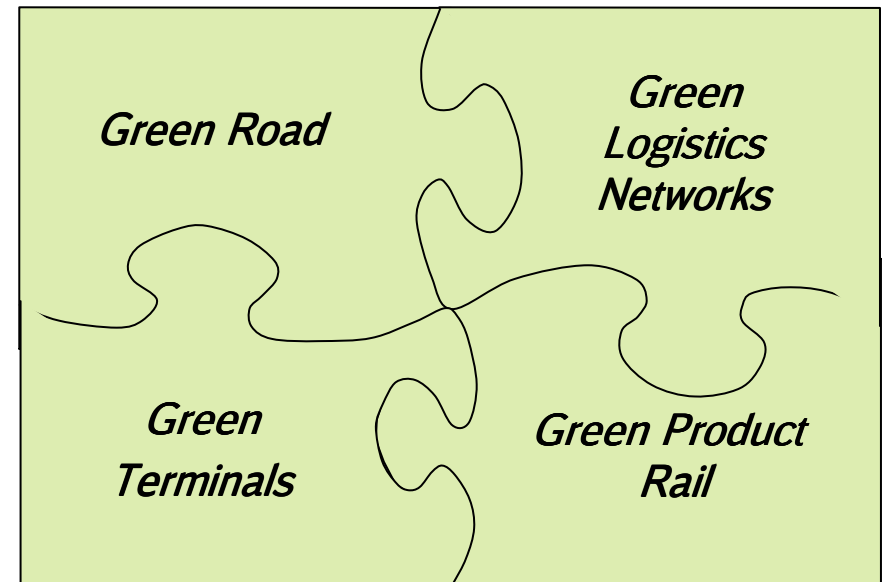 Green Road
Green
Logistics
Networks
Green
Terminals
Green Product
Rail